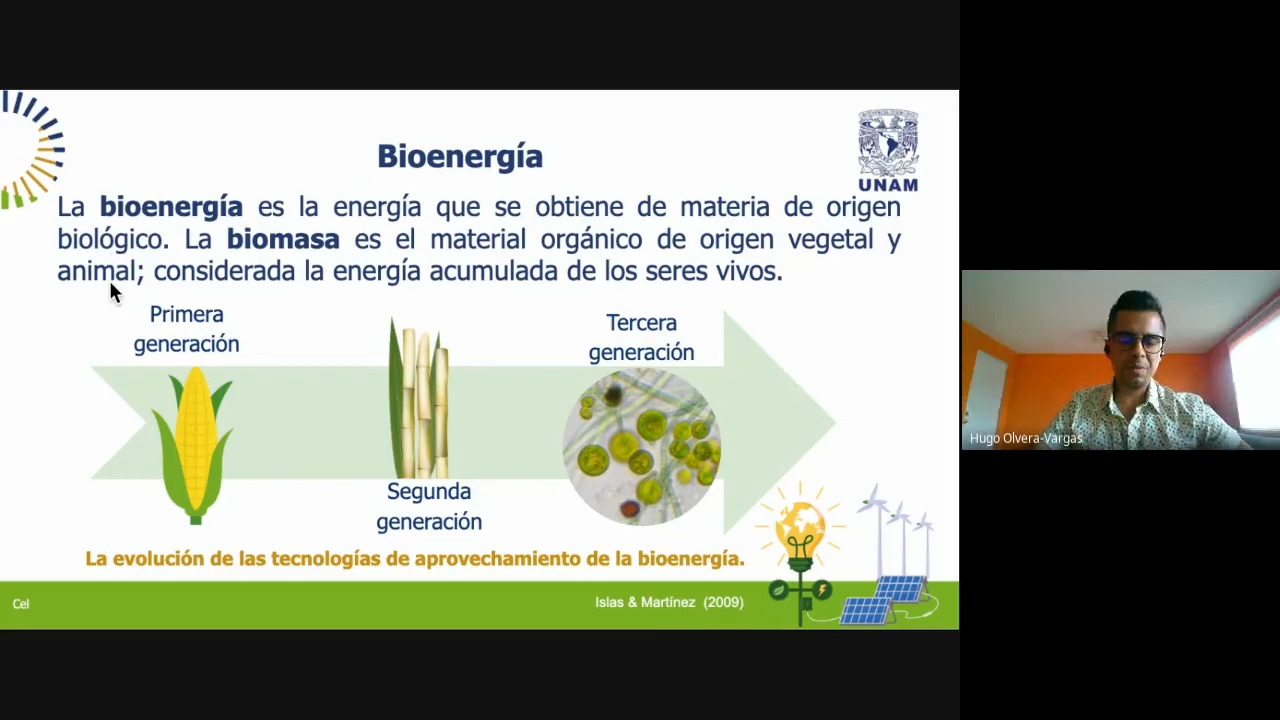 Bioenergía
UNAM
La bioenergía es la energía que se obtiene de materia de origen
biológico. La biomasa es el material orgánico de origen vegetal y
animal; considerada la energía acumulada de los seres vivos.
Primera
generación
Segunda
generación
Tercera
generación
La evolución de las tecnologías de aprovechamiento de la bioenergía.
Cel
Islas & Martínez (2009)
Hugo Olvera-Vargas